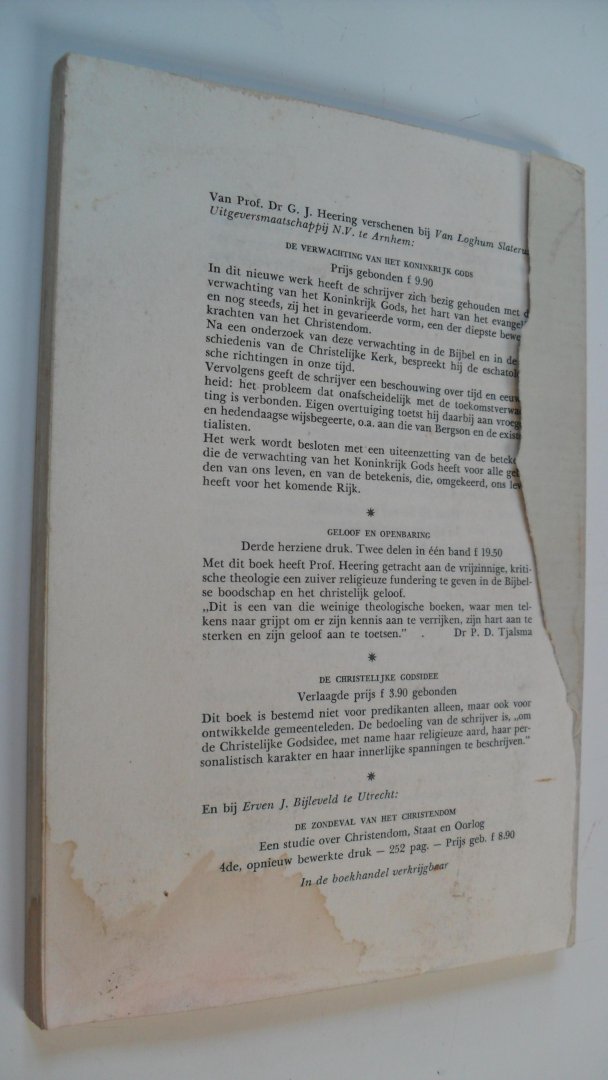 Van Prof. Dr G. J. Heering verschenen bij Van Loghum
Uitgeversmaatschappij N.V. te Arnhem:
DE VERWACHTING VAN HET KONINKRIJK GODS
Prijs gebonden f 9.90
In dit nieuwe werk heeft de schrijver zich bezig gehouden met
verwachting van het Koninkrijk Gods, het hart van het
en nog steeds, zij het in gevarieerde vorm, een der diepste
krachten van het Christendom.
Na een onderzoek van deze verwachting in de Bijbel en in de
schiedenis van de Christelijke Kerk, bespreekt hij de
sche richtingen in onze tijd.
Vervolgens geeft de schrijver een beschouwing over tijd en
heid: het probleem dat onafscheidelijk met de
ting is verbonden. Eigen overtuiging toetst hij daarbij aan
en hedendaagse wijsbegeerte, o.a. aan die van Bergson en de
tialisten.
Het werk wordt besloten met een uiteenzetting van de
die de verwachting van het Koninkrijk Gods heeft voor alle
den van ons leven, en van de betekenis, die, omgekeerd, ons
heeft voor het komende Rijk.
*
GELOOF EN OPENBARING
Derde herziene druk. Twee delen in één band f 19.50
Met dit boek heeft Prof. Heering getracht aan de vrijzinnige, kriti-
sche theologie een zuiver religieuze fundering te geven in de Bijbel-
se boodschap en het christelijk geloof.
„Dit is een van die weinige theologische boeken, waar men tel-
kens naar grijpt om er zijn kennis aan te verrijken, zijn hart aan te
sterken en zijn geloof aan te toetsen.” . Dr P. D. Tjalsma
*
DE CHRISTELIJKE GODSIDEE
Verlaagde prijs f 3.90 gebonden
Dit boek is bestemd niet voor predikanten alleen, maar ook voor
ontwikkelde gemeenteleden. De bedoeling van de schrijver is, „om
de Christelijke Godsidee, met name haar religieuze aard, haar per-
sonalistisch karakter en haar innerlijke spanningen te beschrijven.”
*
En bij Erven J. Bijleveld te Utrecht:
DE ZONDEVAL VAN HET CHRISTENDOM
Een studie over Christendom, Staat en Oorlog
4de, opnieuw bewerkte druk — 252 pag. — Prijs geb. f 8.90
In de boekhandel verkrijgbaar